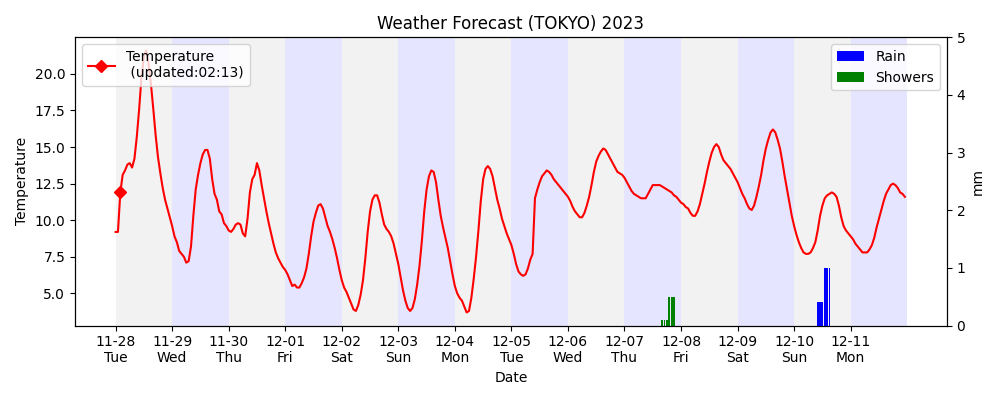 Weather Forecast (TOKYO) 2023
Temperature
(updated:02:13)
Rain
Showers
20.0
17.5
15.0
12.5
10.0
7.5
5.0
Temperature
5
4
3
2
1
0
mm
11-28 11-29 11-30 12-01 12-02 12-03 12-04 12-05 12-06 12-07 12-08 12-09 12-10 12-11
Tue Wed Thu Fri Sat Sun Mon Tue Wed Thu Fri Sat Sun Mon
Date